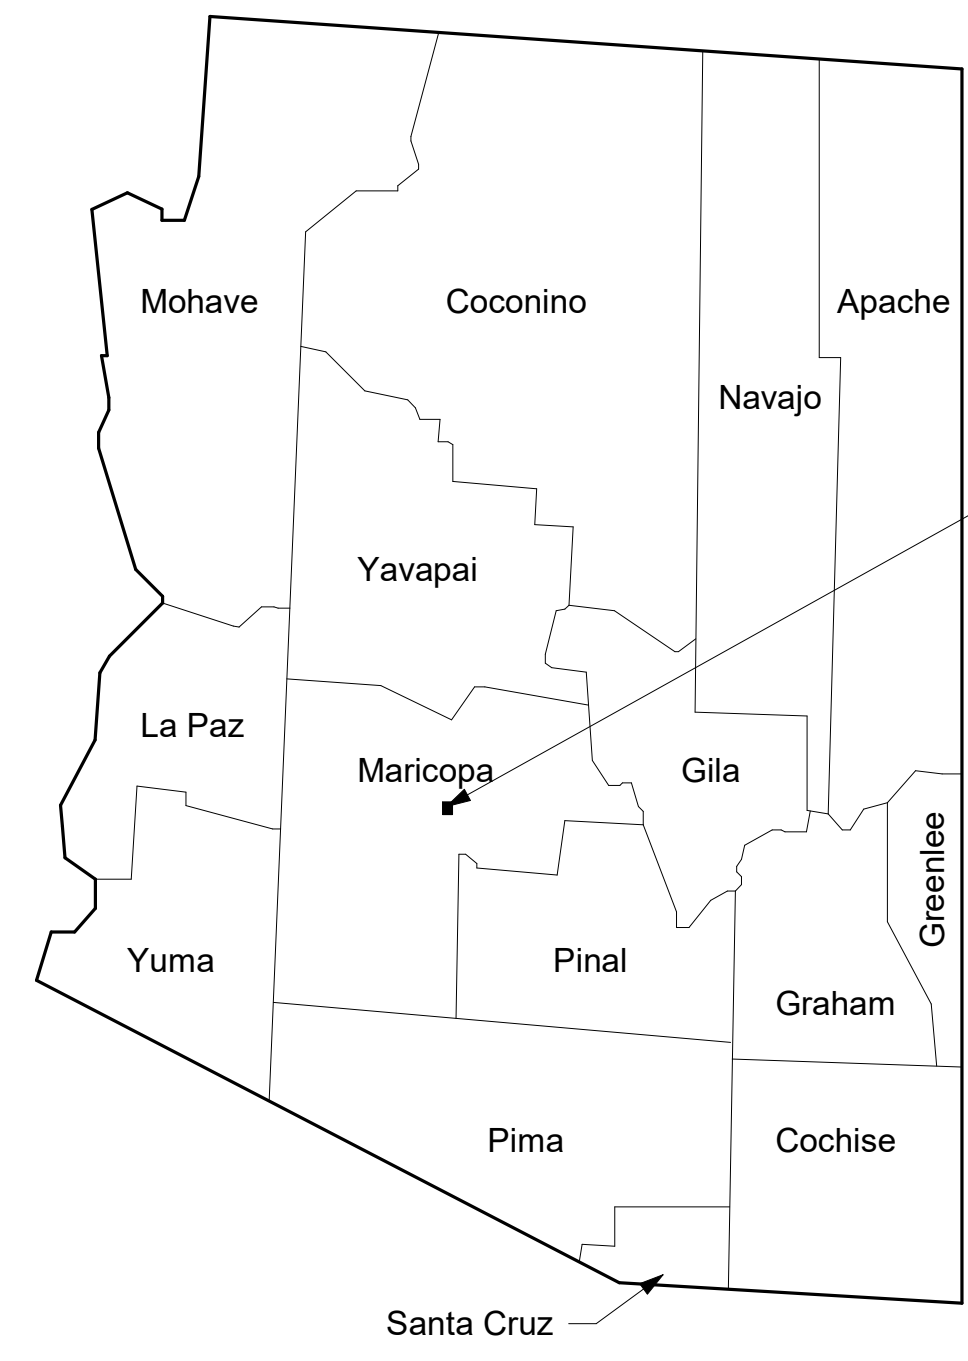 Mohave
Coconino
Apache
Navajo
Yavapai
La Paz
Maricopa
Gila
Greenlee
Yuma
Pinal
Graham
Pima
Cochise
Santa Cruz